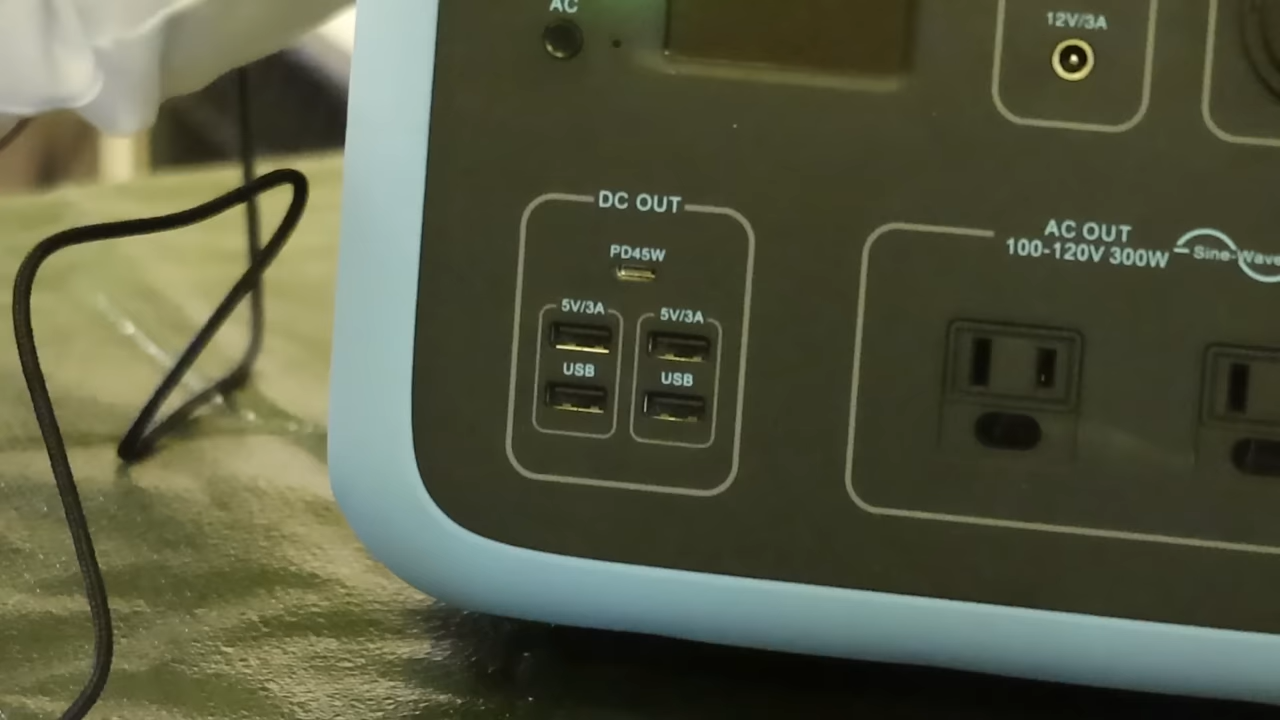 AC
12V/3A
DC OUT
PD45W
5V/3A
5V/3A
USB
USB
AC OUT
100-120V 300W
Sine-Wave